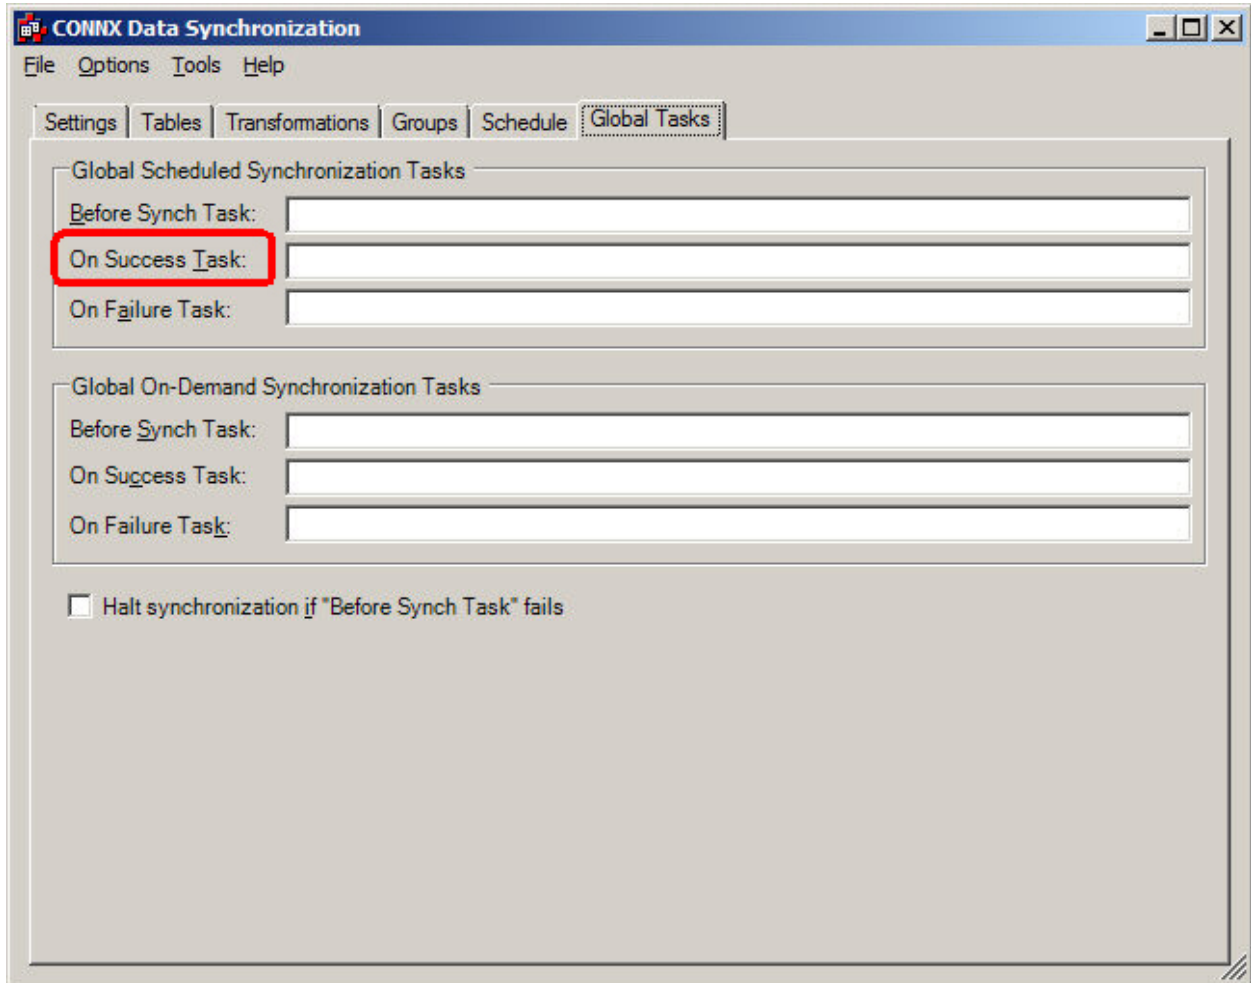 CONNX Data Synchronization
File Options Tools Help
Settings Tables Transformations Groups Schedule Global Tasks
Global Scheduled Synchronization Tasks
Before Synch Task:
On Success Task:
On Failure Task:
Global On-Demand Synchronization Tasks
Before Synch Task:
On Success Task:
On Failure Task:
Halt synchronization if "Before Synch Task" fails